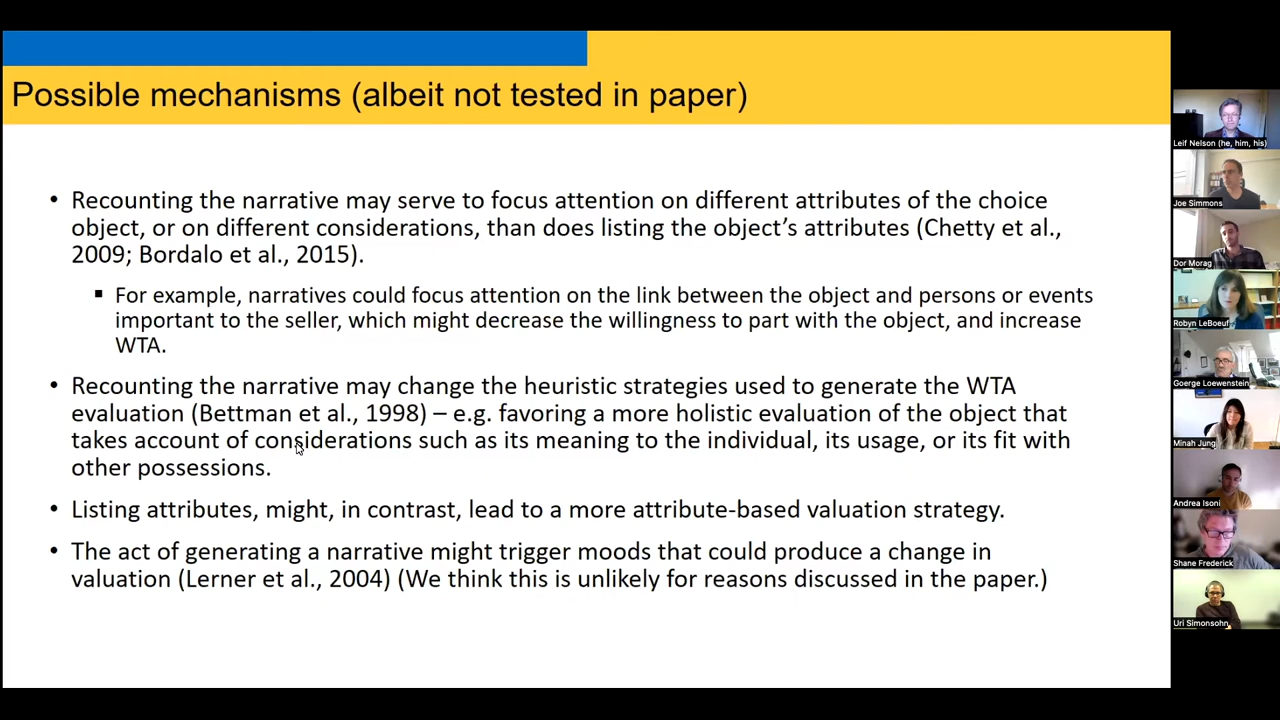 Possible mechanisms (albeit not tested in paper)
• Recounting the narrative may serve to focus attention on different attributes of the choice
object, or on different considerations, than does listing the object’s attributes (Chetty et al.,
2009; Bordalo et al., 2015).
▪ For example, narratives could focus attention on the link between the object and persons or events
important to the seller, which might decrease the willingness to part with the object, and increase
WTA.
• Recounting the narrative may change the heuristic strategies used to generate the WTA
evaluation (Bettman et al., 1998) – e.g. favoring a more holistic evaluation of the object that
takes account of considerations such as its meaning to the individual, its usage, or its fit with
other possessions.
• Listing attributes, might, in contrast, lead to a more attribute-based valuation strategy.
• The act of generating a narrative might trigger moods that could produce a change in
valuation (Lerner et al., 2004) (We think this is unlikely for reasons discussed in the paper.)
Leif Nelson (he, him, his)
Joe Simmons
Dor Morag
Robyn LeBoeuf
Goerge Loewenstein
Minah Jung
Andrea Isoni
Shane Frederick
Uri Simonsohn